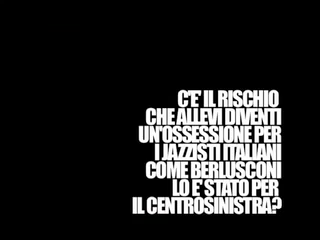 C'E' IL RISCHIO
CHE ALLEVI DIVENTI
UN'OSSESSIONE PER
I JAZZISTI ITALIANI
COME BERLUSCONI
LO E' STATO PER
IL CENTROSINISTRA?